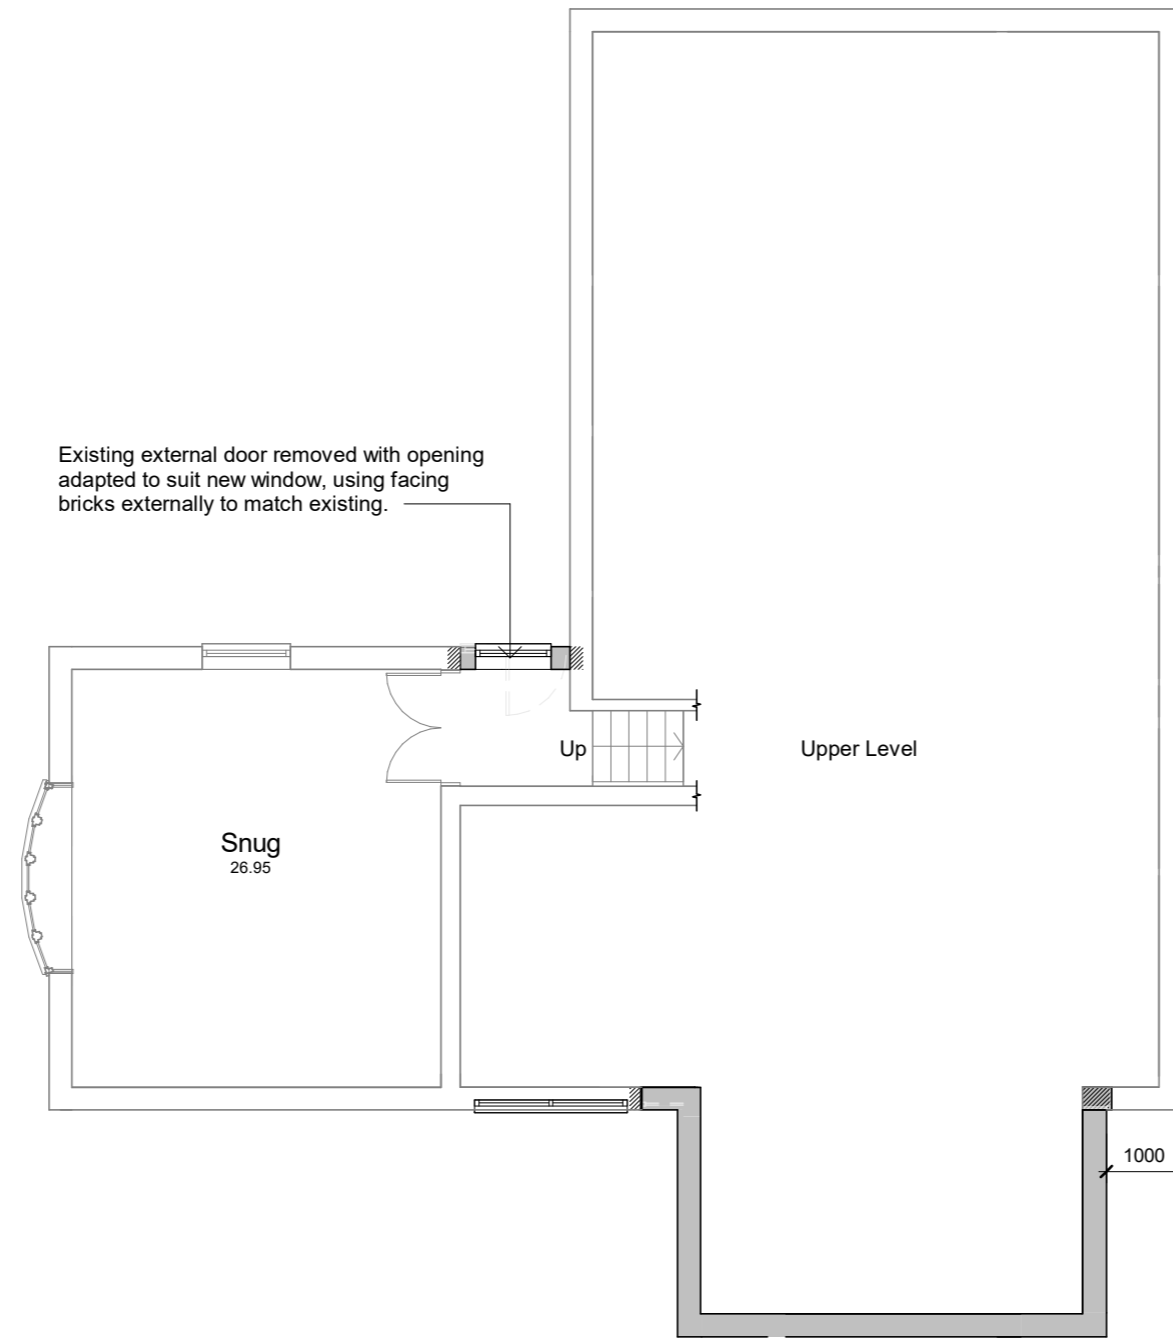 Existing external door removed with opening
adapted to suit new window, using facing
bricks externally to match existing.
Up
Upper Level
Snug
26.95
1000